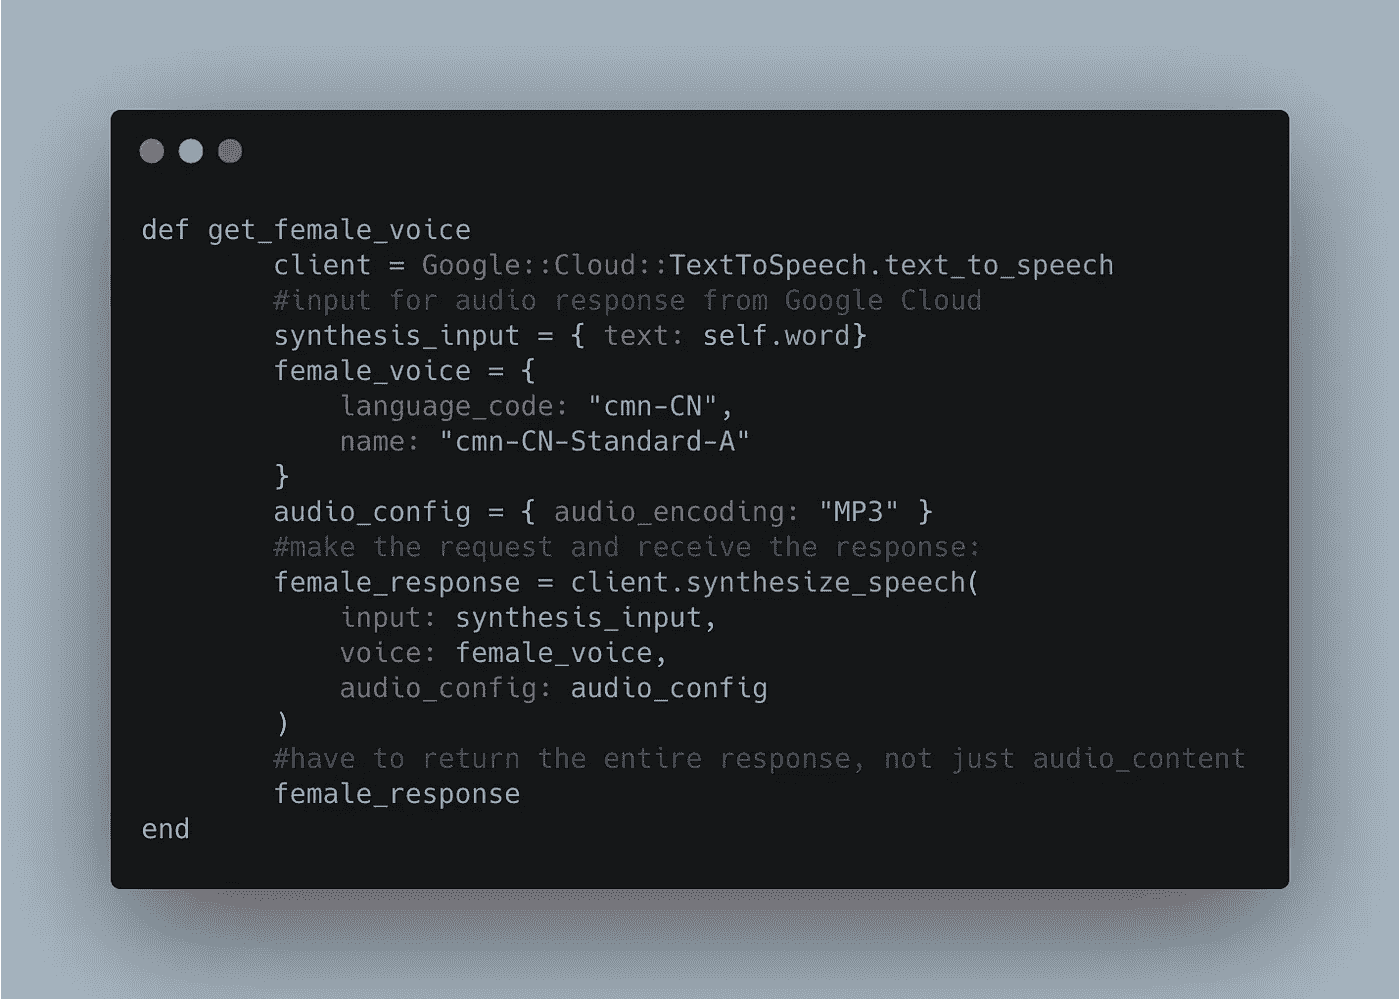 def get_female_voice
        client = Google::Cloud::TextToSpeech.text_to_speech
        #input for audio response from Google Cloud
        synthesis_input = { text: self.word}
        female_voice = {
            language_code: "cmn-CN",
            name: "cmn-CN-Standard-A"
        }
        audio_config = { audio_encoding: "MP3" }
        #make the request and receive the response:
        female_response = client.synthesize_speech(
            input: synthesis_input,
            voice: female_voice,
            audio_config: audio_config
        )
        #have to return the entire response, not just audio_content
        female_response
end